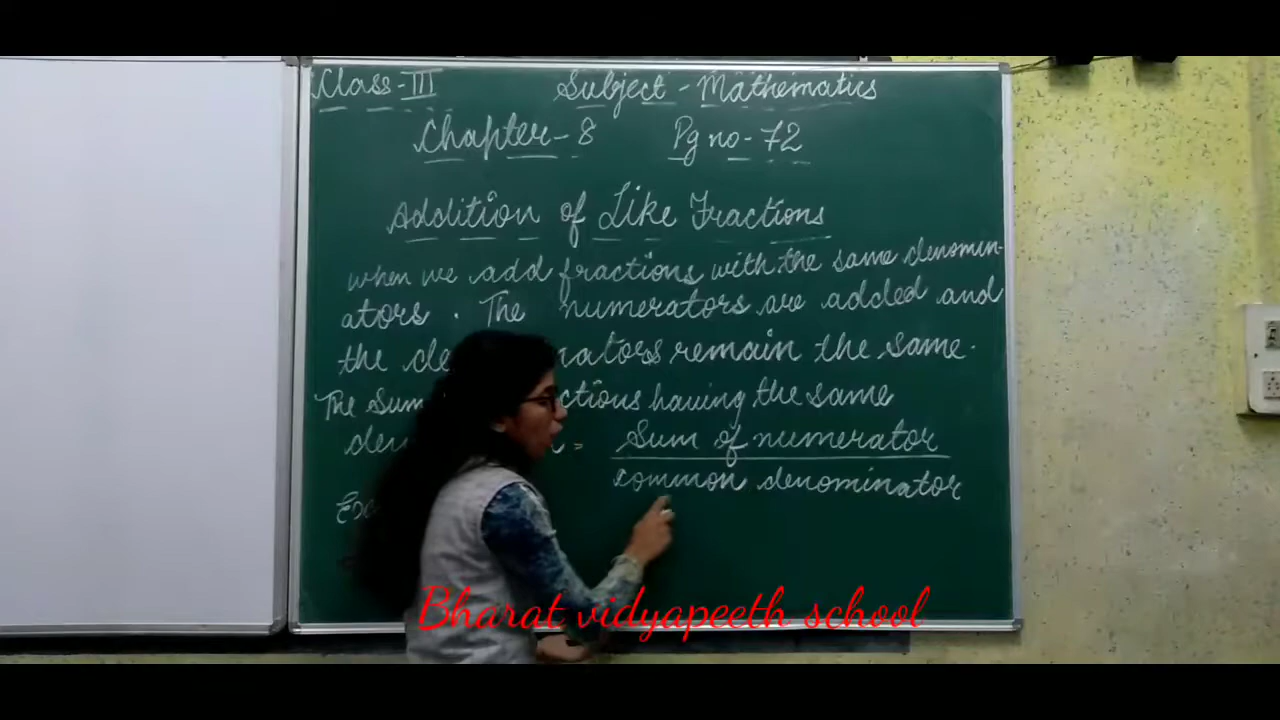 Class-III Subject - Mathematics
Chapter-8 Pg no-72
Addition of Like Fractions
when we add fractions with the same denomin-
ators. The numerators are added and
the de nators remain the same.
The Sum ctions having the same
den = Sum of numerator
common denominator
Bharat vidyapeeth school